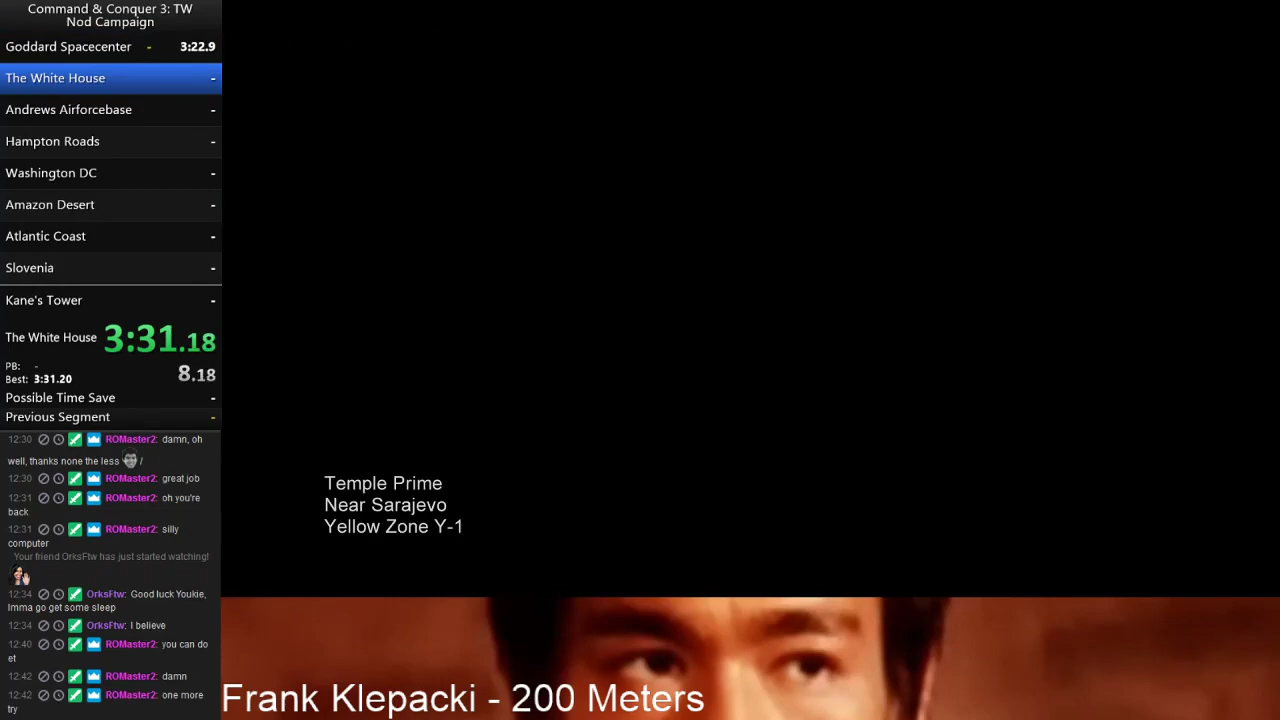 Command & Conquer 3: TW
Nod Campaign
Goddard Spacecenter - 3:22.9
The White House -
Andrews Airforcebase -
Hampton Roads -
Washington DC -
Amazon Desert -
Atlantic Coast -
Slovenia -
Kane's Tower -
The White House 3:31.18
PB: -
Best: 3:31.20 8.18
Possible Time Save -
Previous Segment -
12:30 ROMaster2: damn, oh
well, thanks none the less /
12:30 ROMaster2: great job
12:31 ROMaster2: oh you're
back
12:31 ROMaster2: silly
computer
Your friend OrksFtw has just started watching!
12:34 OrksFtw: Good luck Youkie,
Imma go get some sleep
12:34 OrksFtw: I believe
12:40 ROMaster2: you can do
et
12:42 ROMaster2: damn
12:42 ROMaster2: one more
try
Temple Prime
Near Sarajevo
Yellow Zone Y-1
Frank Klepacki - 200 Meters